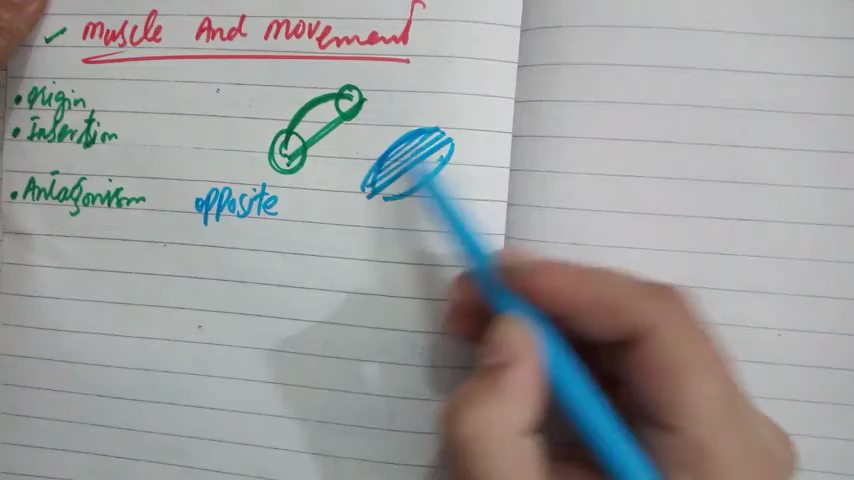 ✓ Muscle And Movement
• Origin
• Insertion
• Antagonism opposite